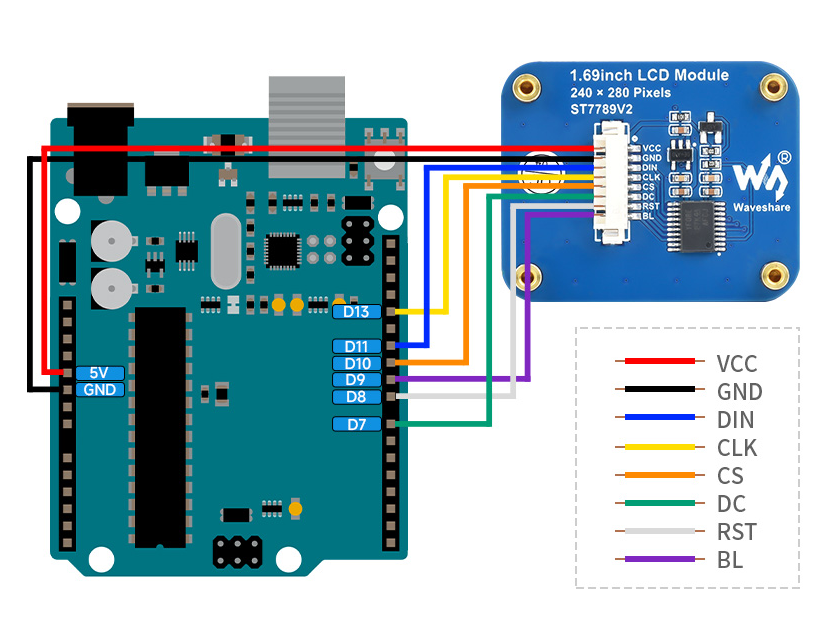 1.69inch LCD Module
240 × 280 Pixels
ST7789V2
VCC
GND
DIN
CLK
CS
DC
RST
BL
®
Waveshare
D13
D11
D10
D9
D8
D7
5V
GND
VCC
GND
DIN
CLK
CS
DC
RST
BL